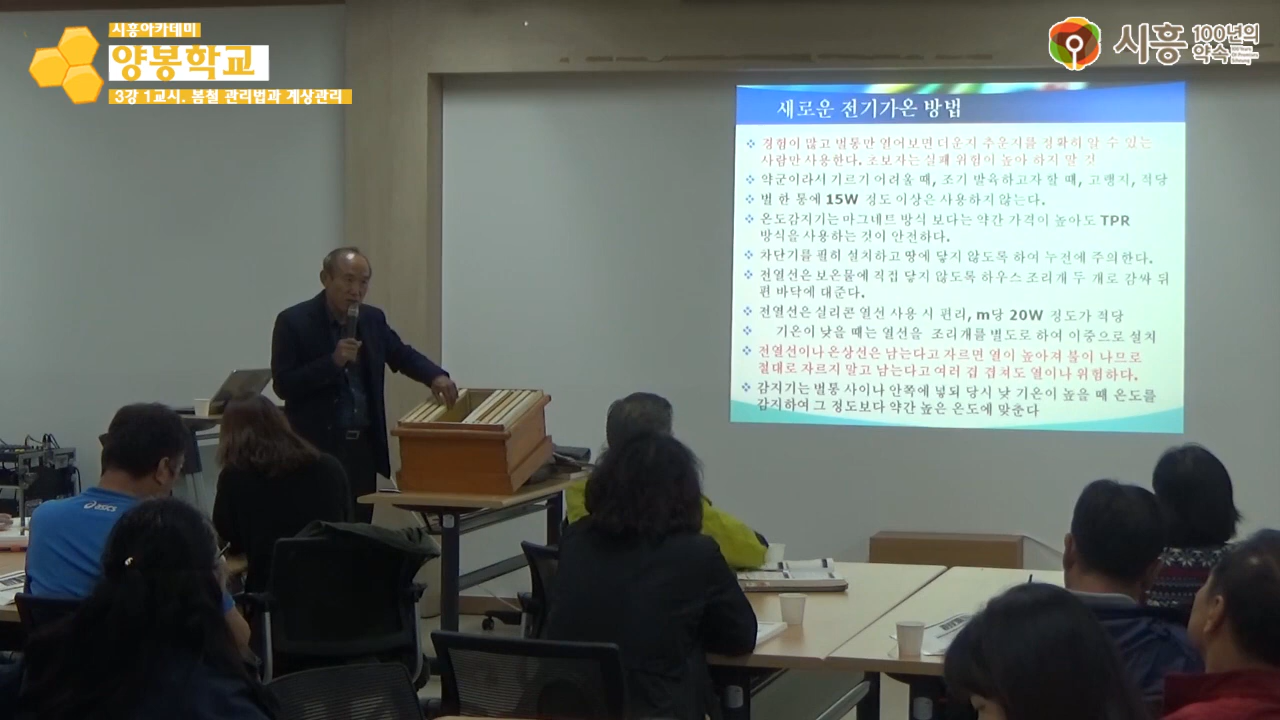 시흥아카데미
양봉학교
3강 1교시. 봄철 관리법과 계상관리
시흥 100년의
약속
새로운 전기가온 방법
경험이 많고 벌통만 열어보면 더운지 추운지를 정확히 알 수 있는
사람만 사용한다. 초보자는 실패 위험이 높아 하지 말 것
약군이라서 기르기 어려울 때, 조기 발육하고자 할 때, 고랭지, 적당
벌 한 통에 15W 정도 이상은 사용하지 않는다.
온도감지기는 마그네트 방식 보다는 약간 가격이 높아도 TPR
방식을 사용하는 것이 안전하다.
차단기를 필히 설치하고 땅에 닿지 않도록 하여 누전에 주의한다.
전열선은 보온물에 직접 닿지 않도록 하우스 조리개 두 개로 감싸 뒤
편 바닥에 대준다.
전열선은 실리콘 열선 사용 시 편리, m당 20W 정도가 적당
기온이 낮을 때는 열선을 조리개를 별도로 하여 이중으로 설치
전열선이나 온상선은 남는다고 자르면 열이 높아져 불이 나므로
절대로 자르지 말고 남는다고 여러 겹 겹쳐도 열이나 위험하다.
감지기는 벌통 사이나 안쪽에 넣되 당시 낮 기온이 높을 때 온도를
감지하여 그 정도보다 약간 높은 온도에 맞춘다
asics